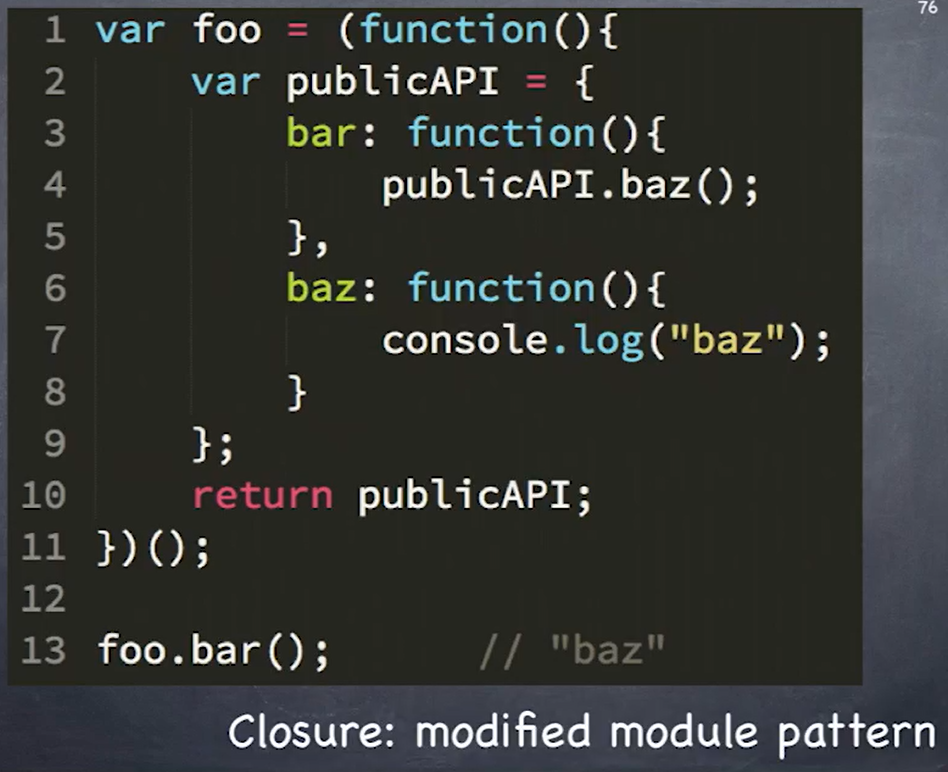 76
1 var foo = (function(){
2     var publicAPI = {
3         bar: function(){
4             publicAPI.baz();
5         },
6         baz: function(){
7             console.log("baz");
8         }
9     };
10     return publicAPI;
11 })();
12
13 foo.bar();      // "baz"
Closure: modified module pattern